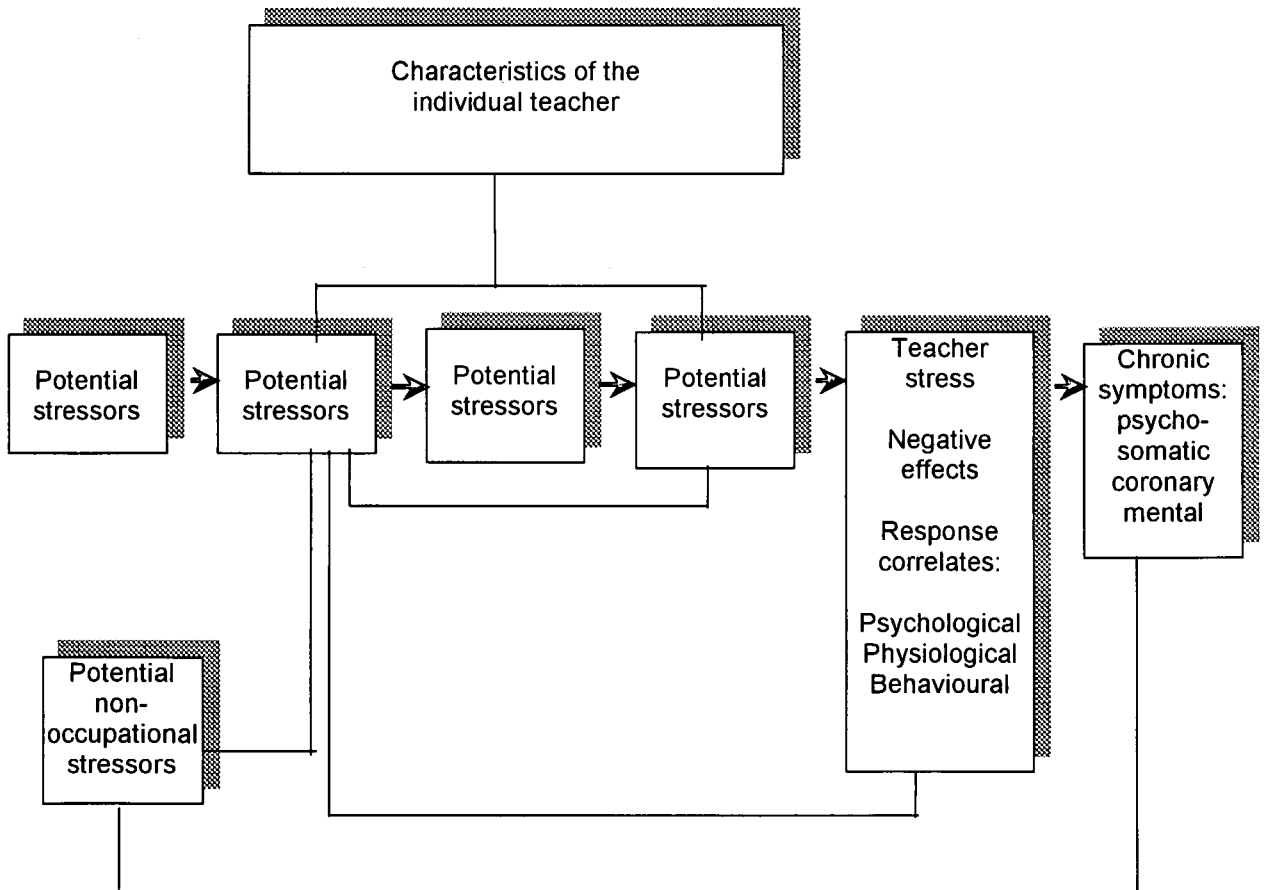 Characteristics of the
individual teacher
Potential
stressors
Potential
stressors
Potential
stressors
Potential
stressors
Teacher
stress
Negative
effects
Response
correlates:
Psychological
Physiological
Behavioural
Chronic
symptoms:
psycho-
somatic
coronary
mental
Potential
non-
occupational
stressors